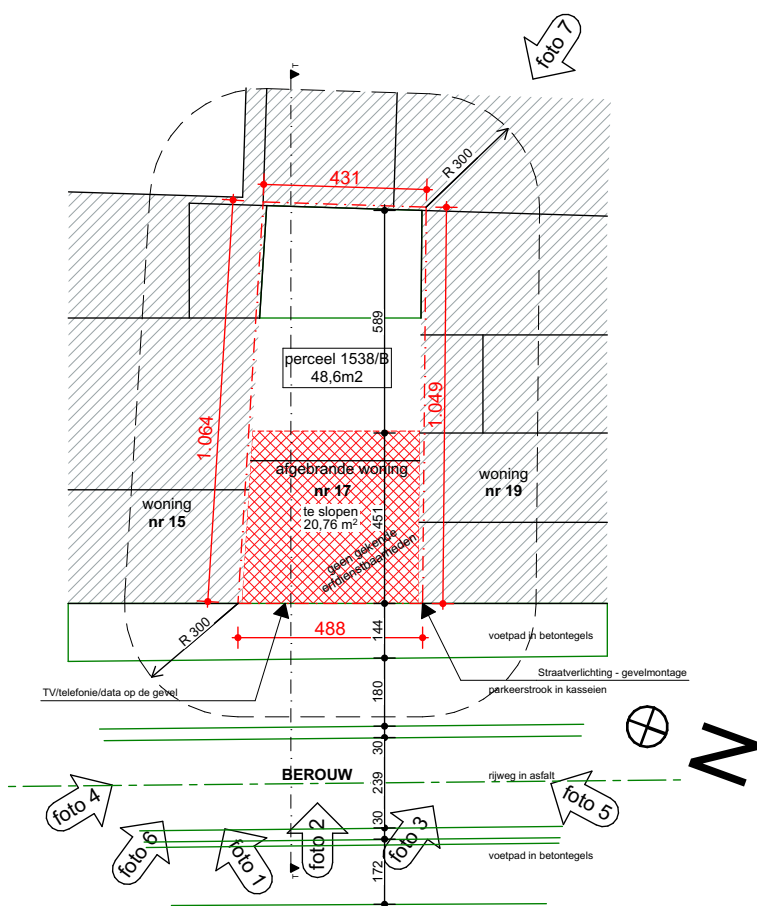 foto 7
T
R 300
431
589
perceel 1538/B
48,6m2
1.064
1.049
afgebrande woning
nr 17
te slopen
20,76 m²
451
geen gekende
erfdienstbaarheden
woning
nr 15
woning
nr 19
R 300
488
144
voetpad in betontegels
Straatverlichting - gevelmontage
TV/telefonie/data op de gevel
180
parkeerstrook in kasseien
N
30
BEROUW
239
rijweg in asfalt
foto 4
foto 5
30
foto 6
foto 1
foto 2
foto 3
172
voetpad in betontegels
T